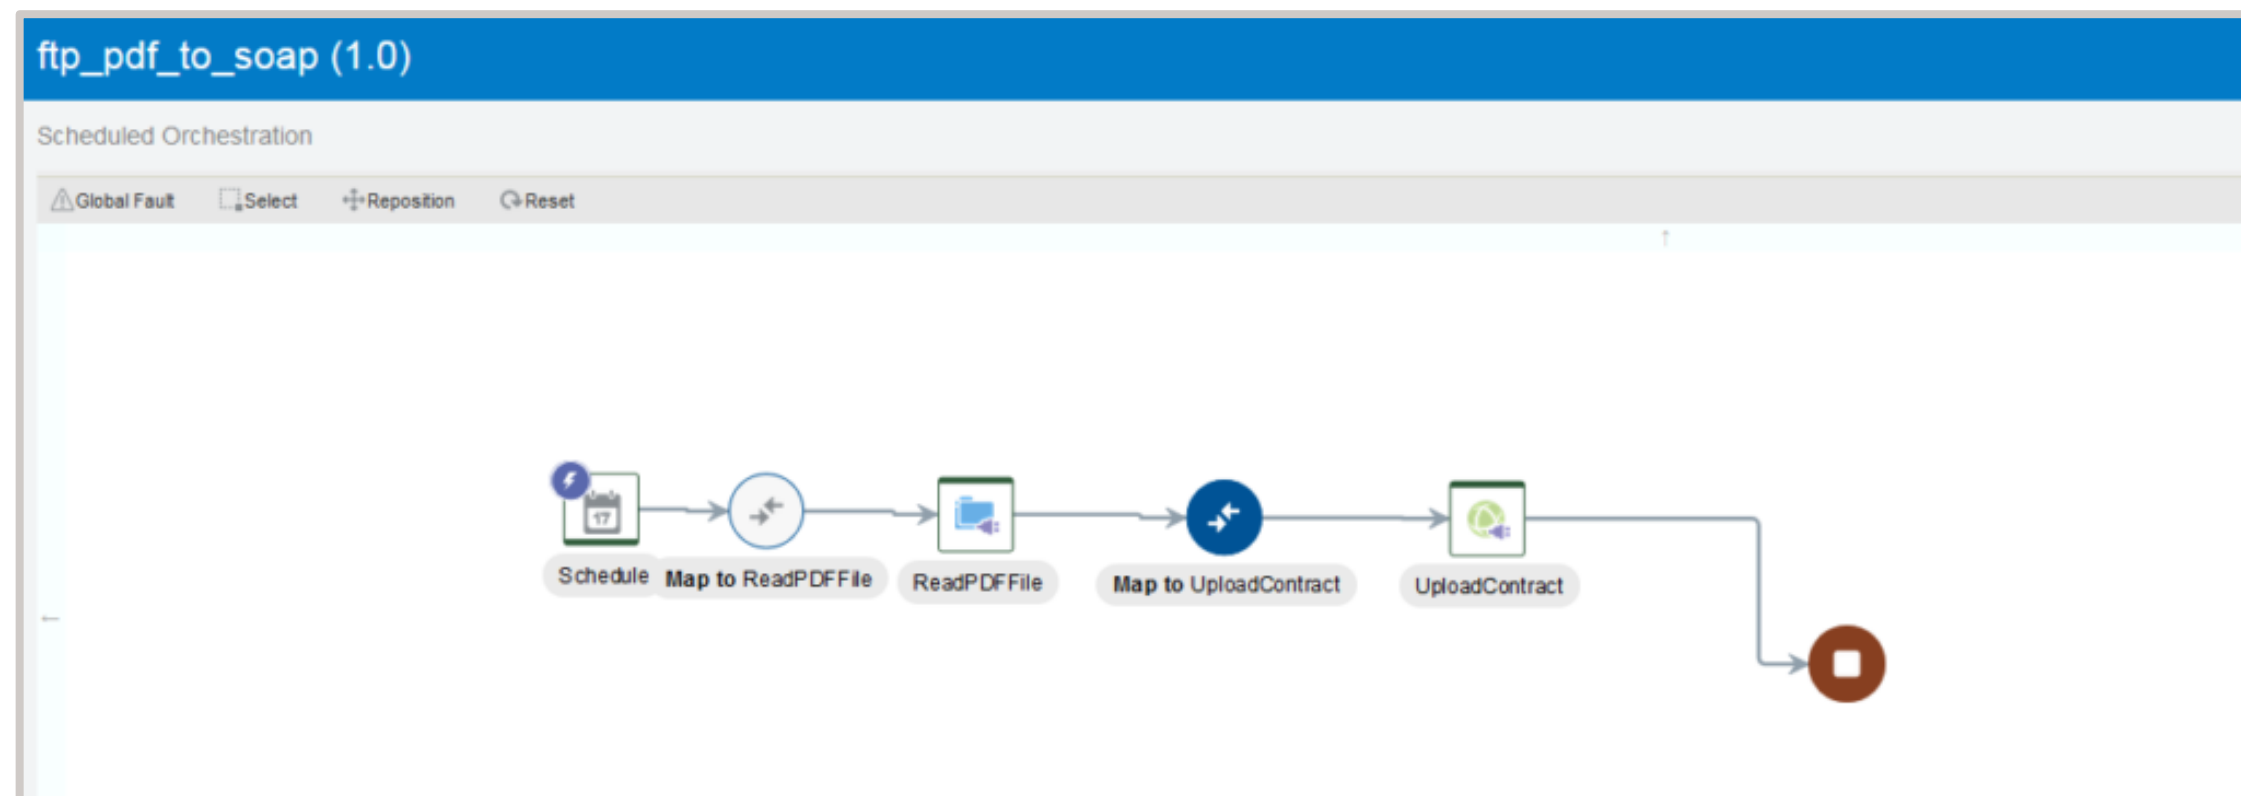 ftp_pdf_to_soap (1.0)
Scheduled Orchestration
Global Fault Select Reposition Reset
17
Schedule Map to ReadPDFFile ReadPDFFile Map to UploadContract UploadContract